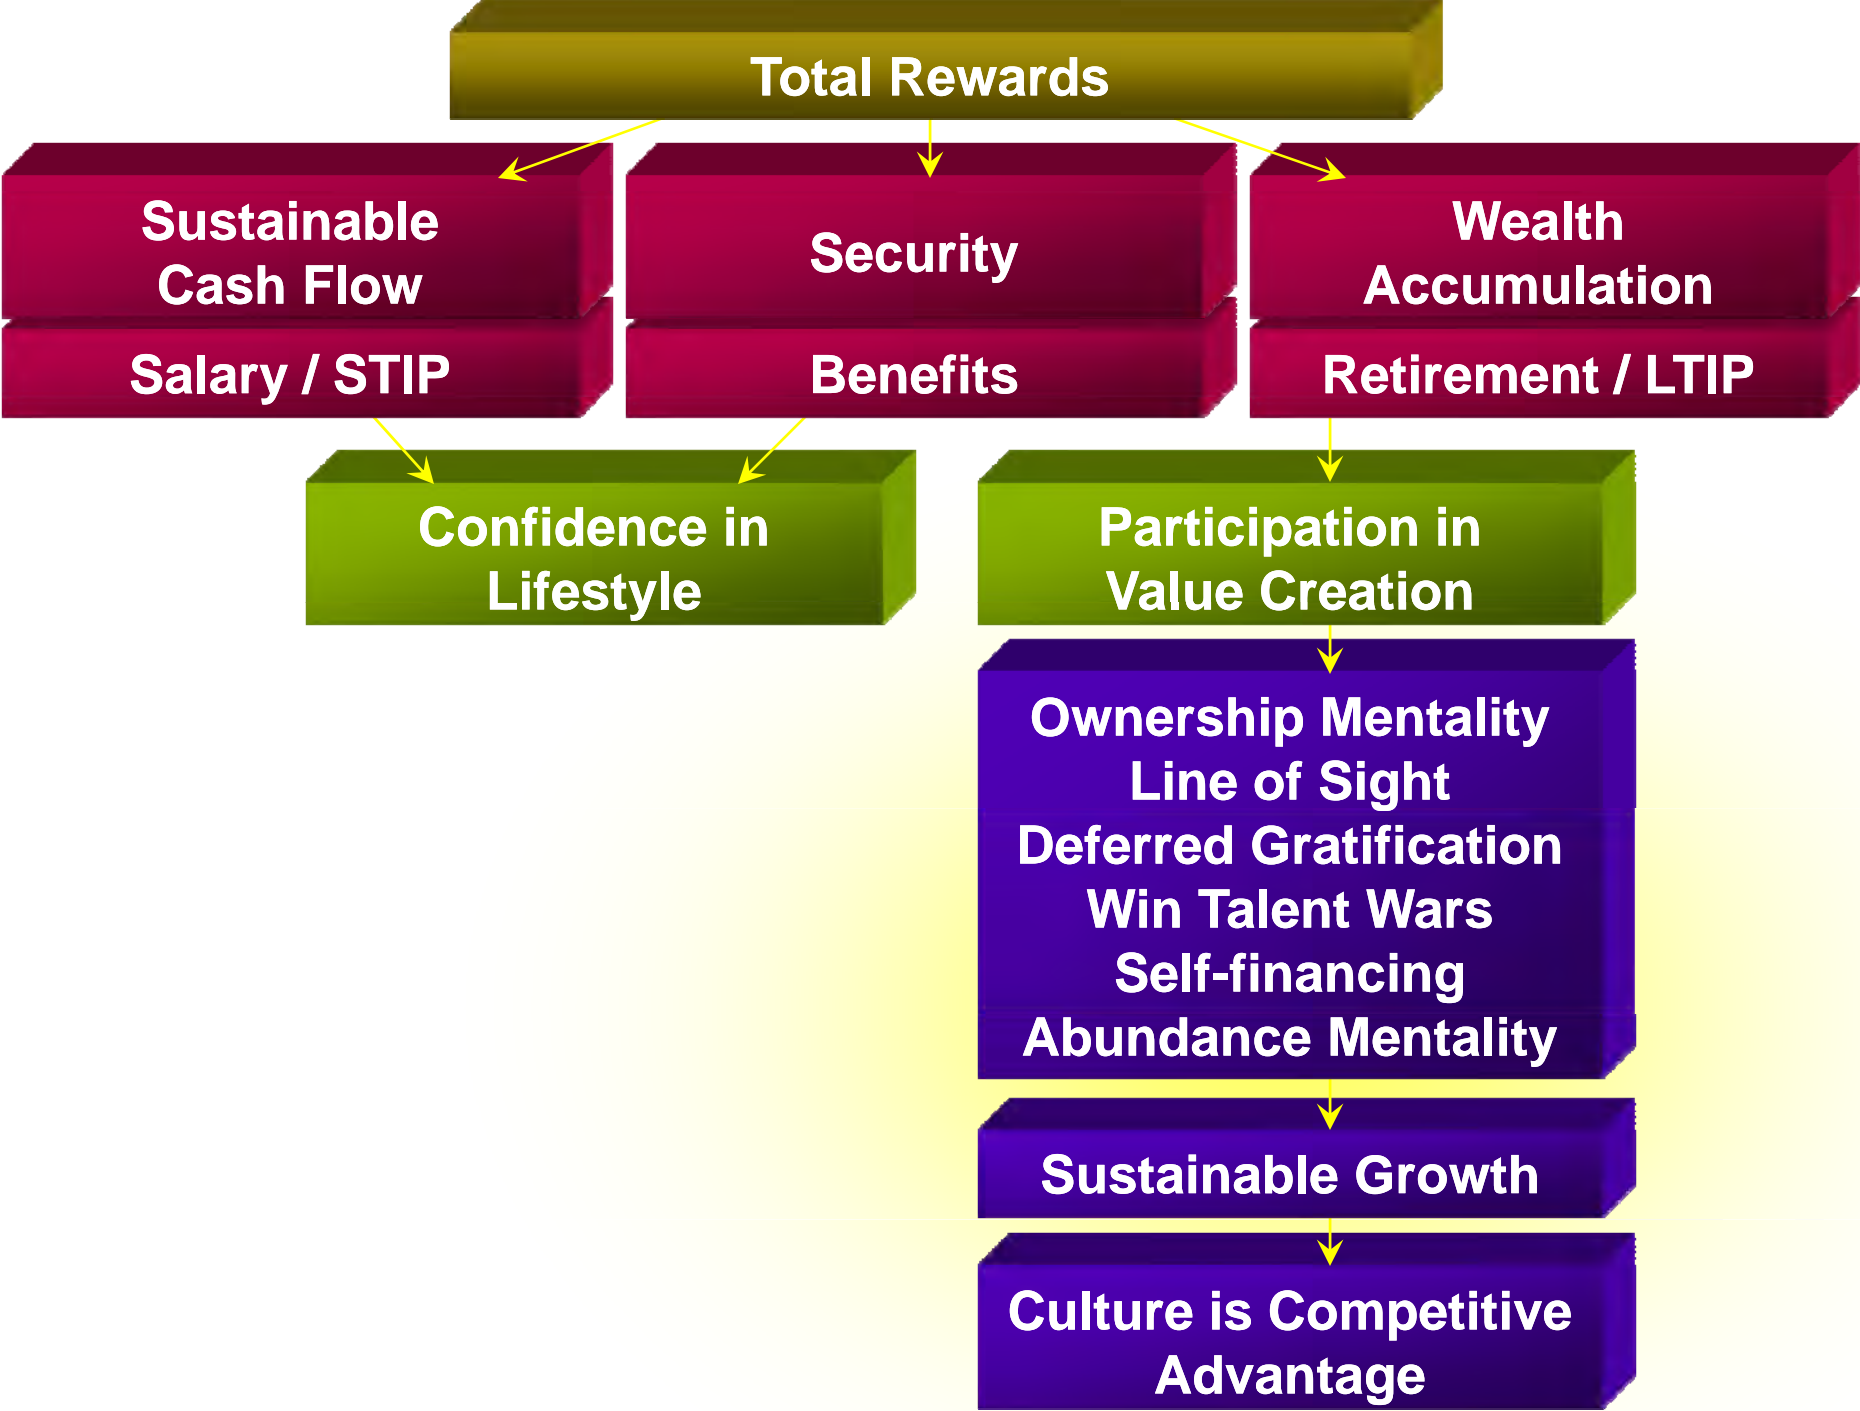 Total Rewards
Sustainable
Cash Flow
Security
Wealth
Accumulation
Salary / STIP
Benefits
Retirement / LTIP
Confidence in
Lifestyle
Participation in
Value Creation
Ownership Mentality
Line of Sight
Deferred Gratification
Win Talent Wars
Self-financing
Abundance Mentality
Sustainable Growth
Culture is Competitive
Advantage